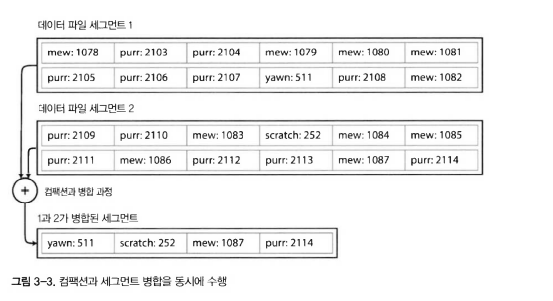 데이터 파일 세그먼트 1
mew: 1078 purr: 2103 purr: 2104 mew: 1079 mew: 1080 mew: 1081
purr: 2105 purr: 2106 purr: 2107 yawn: 511 purr: 2108 mew: 1082
데이터 파일 세그먼트 2
purr: 2109 purr: 2110 mew: 1083 scratch: 252 mew: 1084 mew: 1085
purr: 2111 mew: 1086 purr: 2112 purr: 2113 mew: 1087 purr: 2114
+ 컴팩션과 병합 과정
1과 2가 병합된 세그먼트
yawn: 511 scratch: 252 mew: 1087 purr: 2114
그림 3-3. 컴팩션과 세그먼트 병합을 동시에 수행